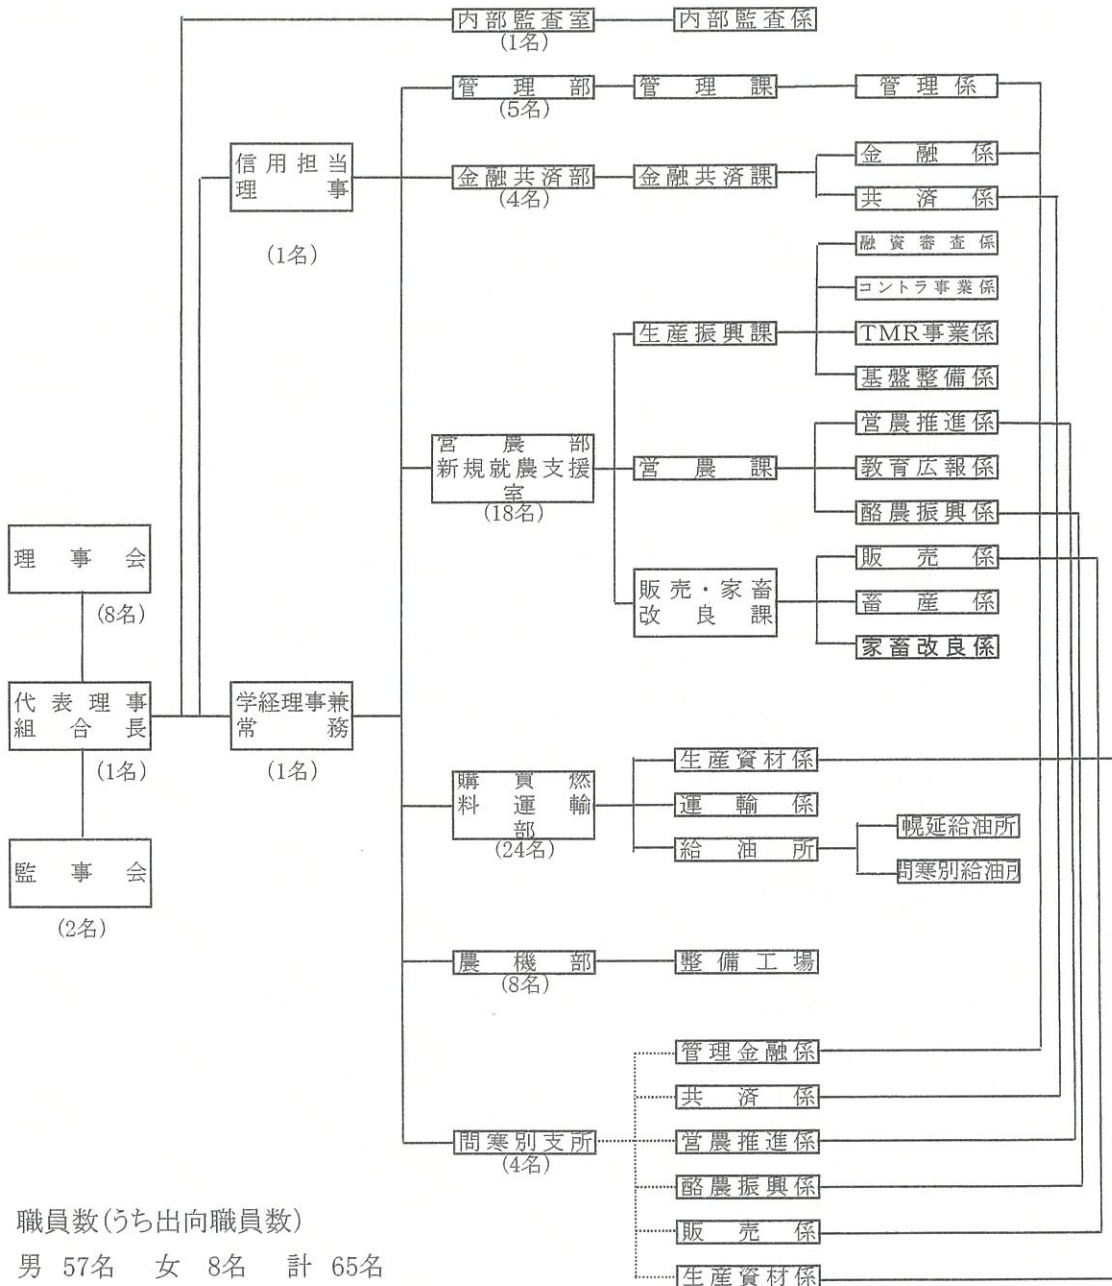 内部監査室
(1名)
内部監査係
管理部
(5名)
管理課
管理係
信用担当
理事
(1名)
金融共済部
(4名)
金融共済課
金融係
共済係
融資審査係
コントラ事業係
生産振興課
TMR事業係
基盤整備係
営農部
新規就農支援
室
(18名)
営農課
営農推進係
教育広報係
酪農振興係
販売・家畜
改良課
販売係
畜産係
家畜改良係
理事会
(8名)
代表理事
組合長
(1名)
学経理事兼
常務
(1名)
監事会
(2名)
購買燃
料運輸
部
(24名)
生産資材係
運輸係
給油所
幌延給油所
問寒別給油所
農機部
(8名)
整備工場
問寒別支所
(4名)
管理金融係
共済係
営農推進係
酪農振興係
販売係
生産資材係
職員数(うち出向職員数)
男 57名 女 8名 計 65名